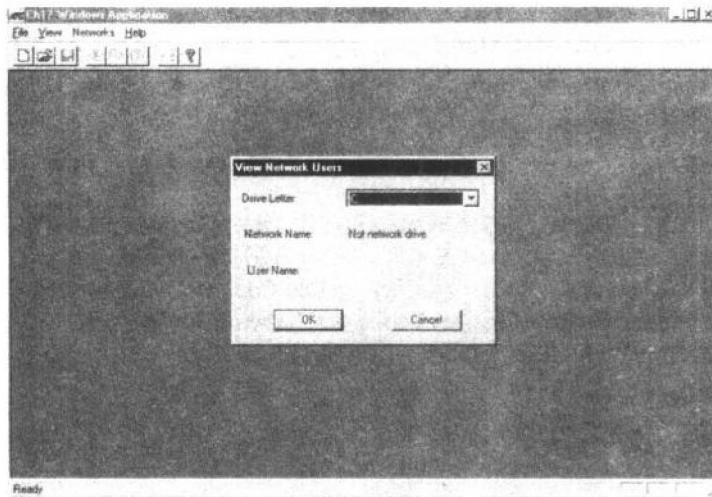 Ch17 Windows Application
File View Networks Help
View Network Users
Drive Letter
Network Name Not network drive
User Name
OK Cancel
Ready